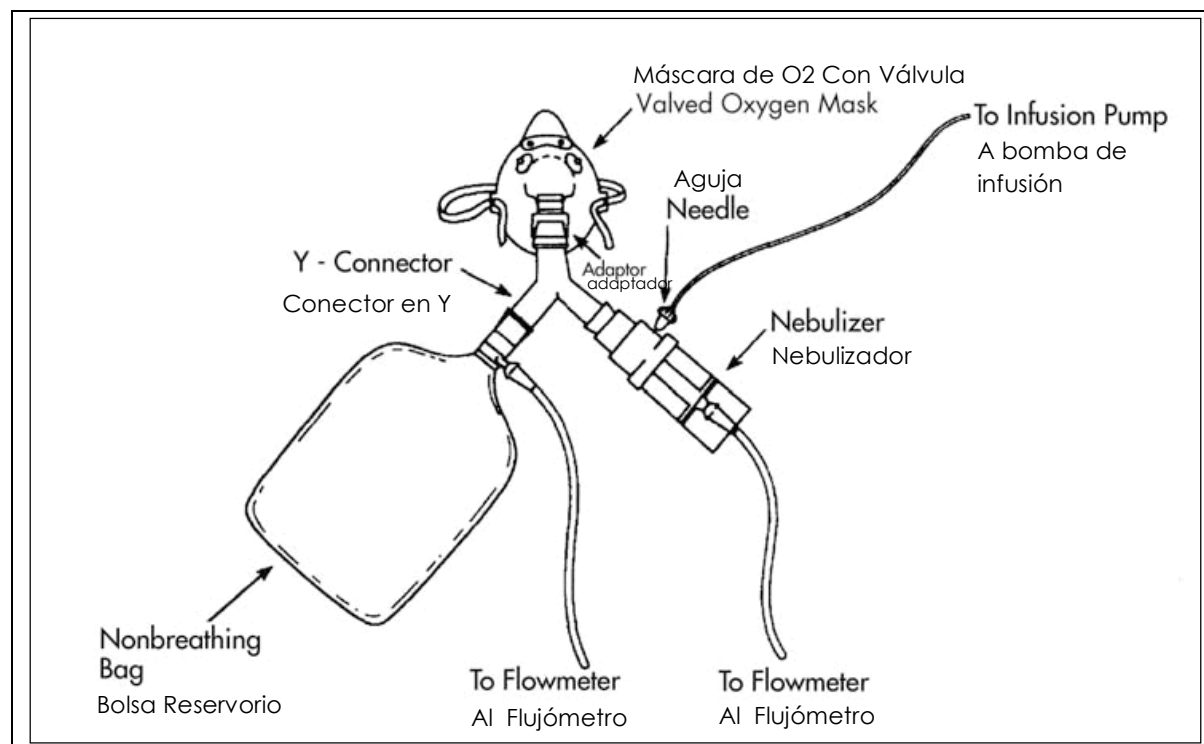 Máscara de O2 Con Válvula
Valved Oxygen Mask
To Infusion Pump
A bomba de
infusión
Aguja
Needle
Y - Connector
Conector en Y
Adaptor
adaptador
Nebulizer
Nebulizador
Nonbreathing
Bag
Bolsa Reservorio
To Flowmeter
Al Flujómetro
To Flowmeter
Al Flujómetro